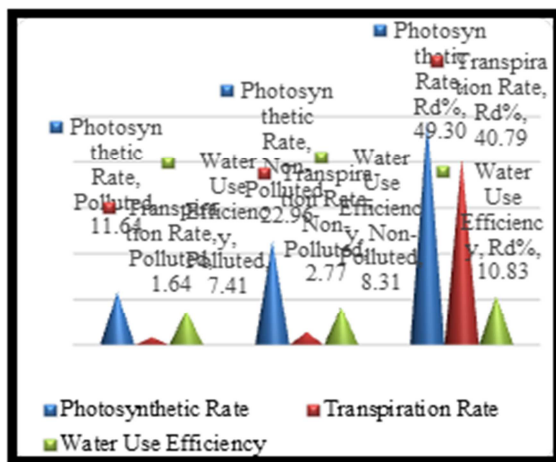 Photosyn
thetic
Rate,
Polluted,
11.64
Transpira
tion Rate,
Polluted,
1.64
Water
Use
Efficienc
y,
Polluted,
7.41
Photosyn
thetic
Rate,
Non-
Polluted,
22.96
Transpira
tion Rate,
Non-
Polluted,
2.77
Water
Use
Efficienc
y, Non-
Polluted,
8.31
Photosyn
thetic
Rate,
Rd%,
49.30
Transpira
tion Rate,
Rd%,
40.79
Water
Use
Efficienc
y, Rd%,
10.83
Photosynthetic Rate
Transpiration Rate
Water Use Efficiency